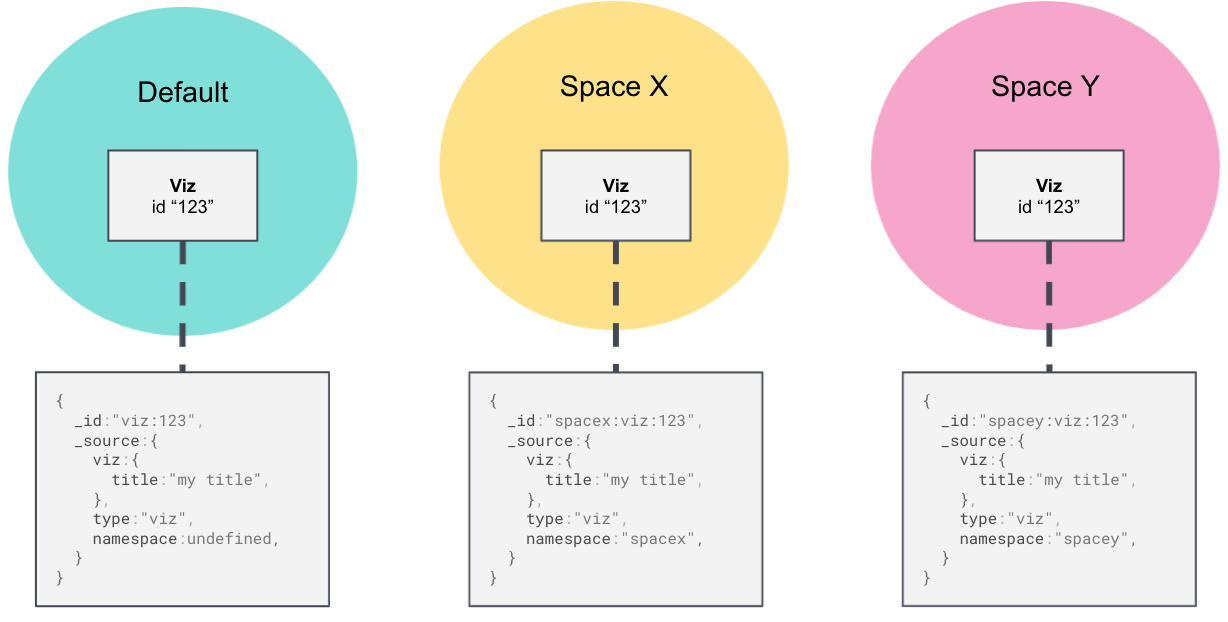 Default
Viz
id “123”
{
  _id:"viz:123",
  _source:{
    viz:{
      title:"my title",
    },
    type:"viz",
    namespace:undefined,
  }
}
Space X
Viz
id “123”
{
  _id:"spacex:viz:123",
  _source:{
    viz:{
      title:"my title",
    },
    type:"viz",
    namespace:"spacex",
  }
}
Space Y
Viz
id “123”
{
  _id:"spacey:viz:123",
  _source:{
    viz:{
      title:"my title",
    },
    type:"viz",
    namespace:"spacey",
  }
}